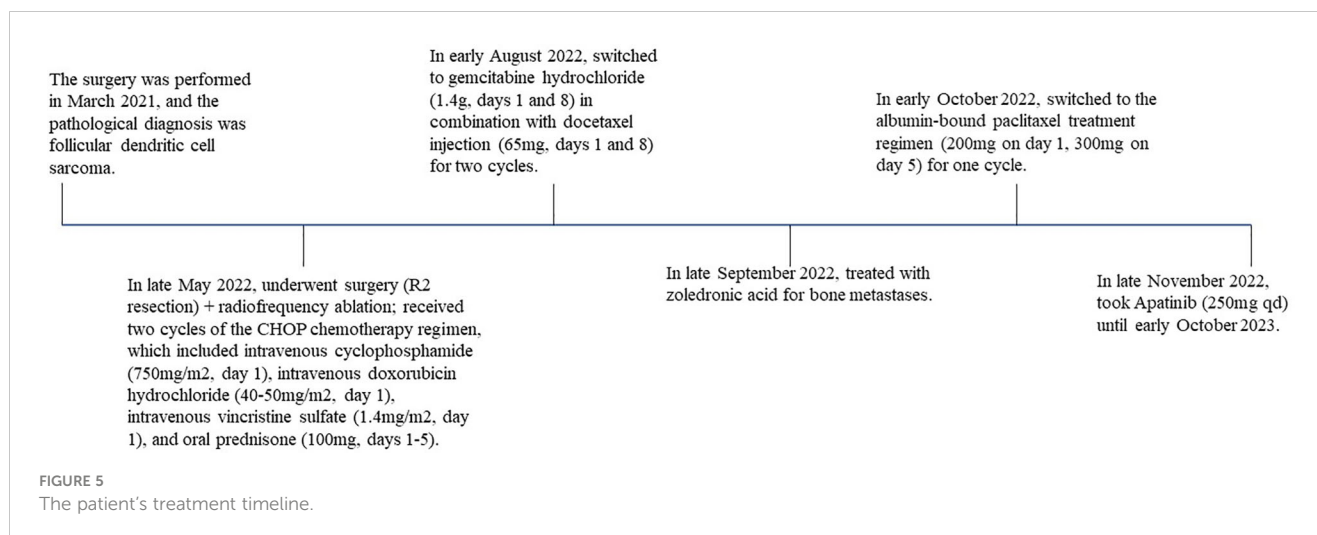 The surgery was performed
in March 2021, and the
pathological diagnosis was
follicular dendritic cell
sarcoma.
In late May 2022, underwent surgery (R2
resection) + radiofrequency ablation; received
two cycles of the CHOP chemotherapy regimen,
which included intravenous cyclophosphamide
(750mg/m2, day 1), intravenous doxorubicin
hydrochloride (40-50mg/m2, day 1),
intravenous vincristine sulfate (1.4mg/m2, day
1), and oral prednisone (100mg, days 1-5).
In early August 2022, switched
to gemcitabine hydrochloride
(1.4g, days 1 and 8) in
combination with docetaxel
injection (65mg, days 1 and 8)
for two cycles.
In late September 2022, treated with
zoledronic acid for bone metastases.
In early October 2022, switched to the
albumin-bound paclitaxel treatment
regimen (200mg on day 1, 300mg on
day 5) for one cycle.
In late November 2022,
took Apatinib (250mg qd)
until early October 2023.
FIGURE 5
The patient's treatment timeline.